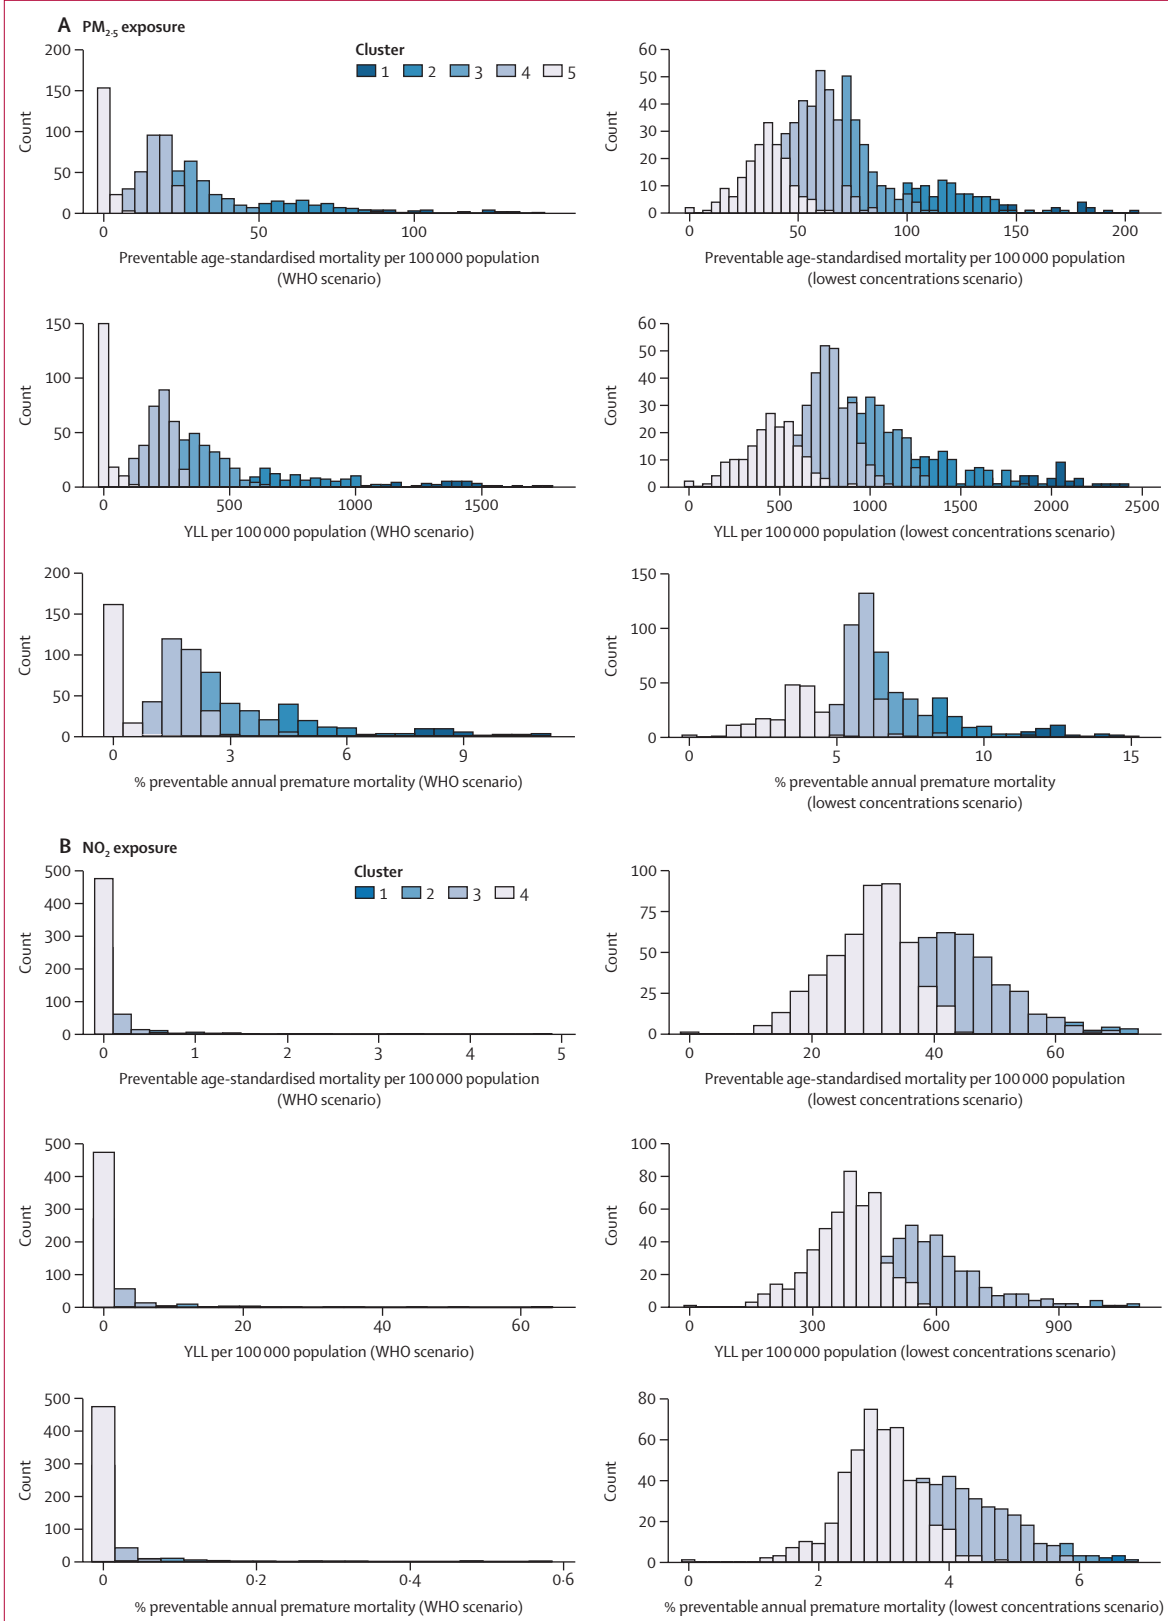 A PM2·5 exposure
Cluster
1 2 3 4 5
Count
200
150
100
50
0
0 50 100
Preventable age-standardised mortality per 100 000 population
(WHO scenario)
Count
60
50
40
30
20
10
0
0 50 100 150 200
Preventable age-standardised mortality per 100 000 population
(lowest concentrations scenario)
Count
150
100
50
0
0 500 1000 1500
YLL per 100 000 population (WHO scenario)
Count
60
50
40
30
20
10
0
0 500 1000 1500 2000 2500
YLL per 100 000 population (lowest concentrations scenario)
Count
200
150
100
50
0
0 3 6 9
% preventable annual premature mortality (WHO scenario)
Count
150
100
50
0
0 5 10 15
% preventable annual premature mortality
(lowest concentrations scenario)
B NO2 exposure
Cluster
1 2 3 4
Count
500
400
300
200
100
0
0 1 2 3 4 5
Preventable age-standardised mortality per 100 000 population
(WHO scenario)
Count
100
75
50
25
0
0 20 40 60
Preventable age-standardised mortality per 100 000 population
(lowest concentrations scenario)
Count
500
400
300
200
100
0
0 20 40 60
YLL per 100 000 population (WHO scenario)
Count
100
80
60
40
20
0
0 300 600 900
YLL per 100 000 population (lowest concentrations scenario)
Count
500
400
300
200
100
0
0 0·2 0·4 0·6
% preventable annual premature mortality (WHO scenario)
Count
80
60
40
20
0
0 2 4 6
% preventable annual premature mortality (lowest concentrations scenario)